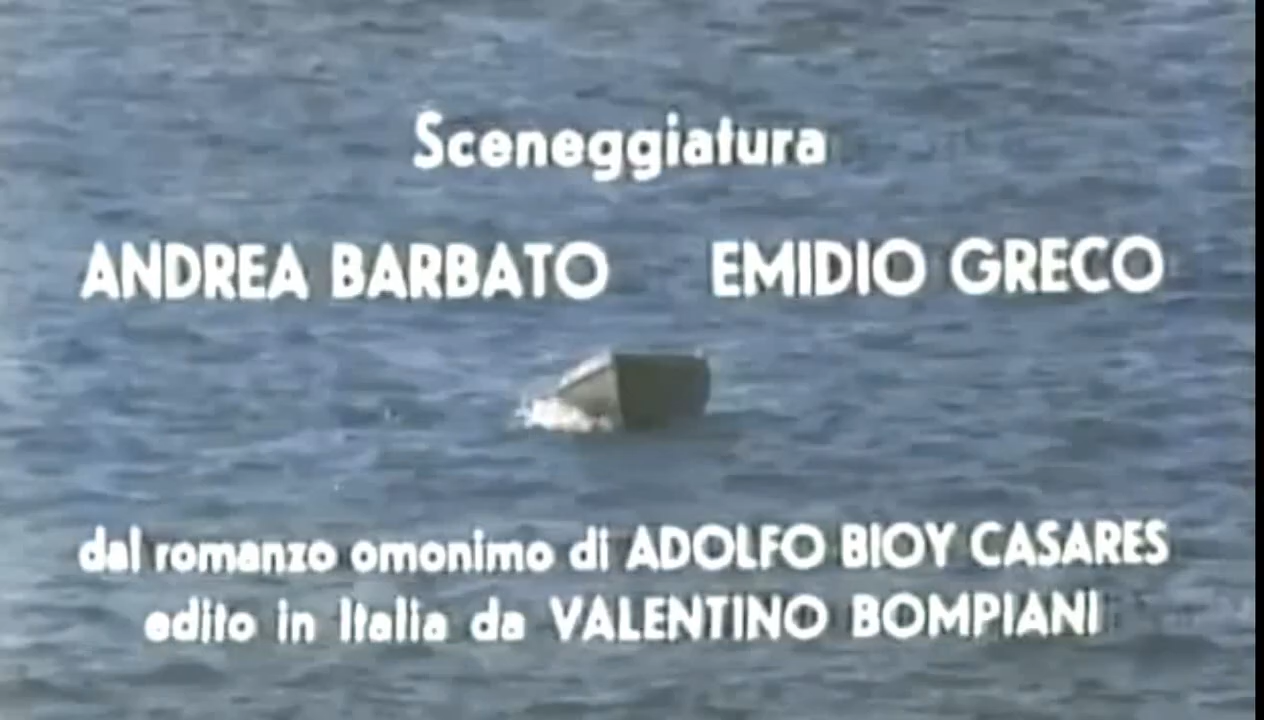 Sceneggiatura
ANDREA BARBATO EMIDIO GRECO
dal romanzo omonimo di ADOLFO BIOY CASARES
edito in Italia da VALENTINO BOMPIANI